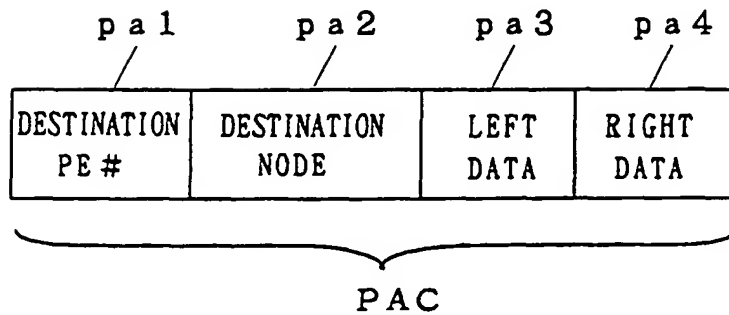 pa1 pa2 pa3 pa4
DESTINATION PE# DESTINATION NODE LEFT DATA RIGHT DATA
PAC